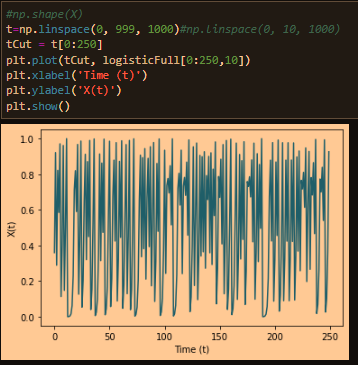 #np.shape(X)
t=np.linspace(0, 999, 1000)#np.linspace(0, 10, 1000)
tCut = t[0:250]
plt.plot(tCut, logisticFull[0:250,10])
plt.xlabel('Time (t)')
plt.ylabel('X(t)')
plt.show()
1.0
0.8
0.6
0.4
0.2
0.0
X(t)
0 50 100 150 200 250
Time (t)